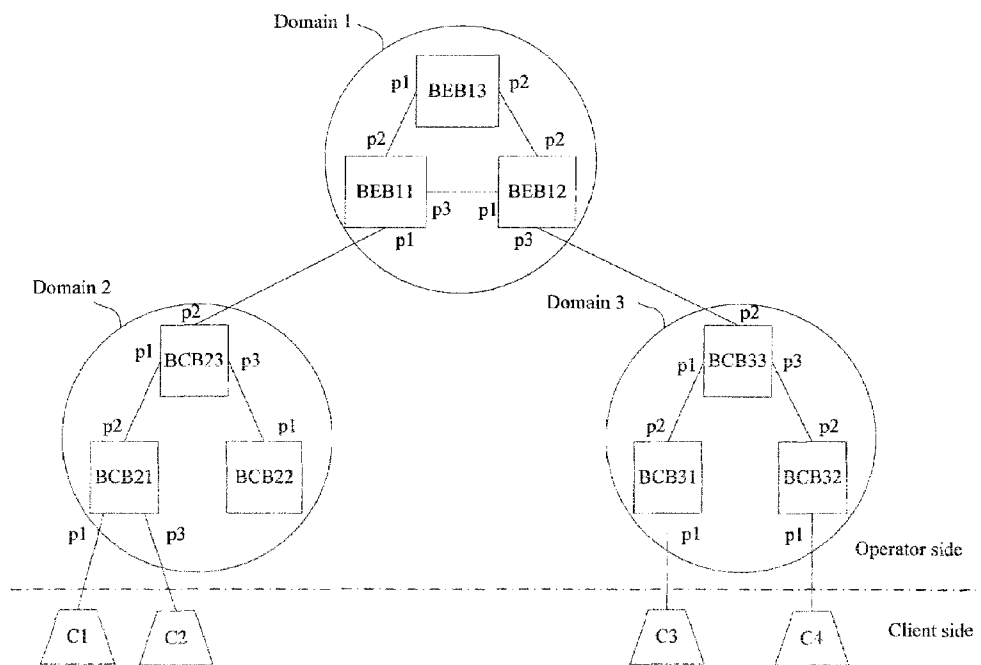 Domain 1
p1
BEB13
p2
p2
p2
BEB11
BEB12
p3
p1
p1
p3
Domain 2
Domain 3
p2
p2
p1
BCB23
p3
p1
BCB33
p3
p2
p1
p2
p2
BCB21
BCB22
BCB31
BCB32
p1
p3
p1
p1
Operator side
C1
C2
C3
C4
Client side